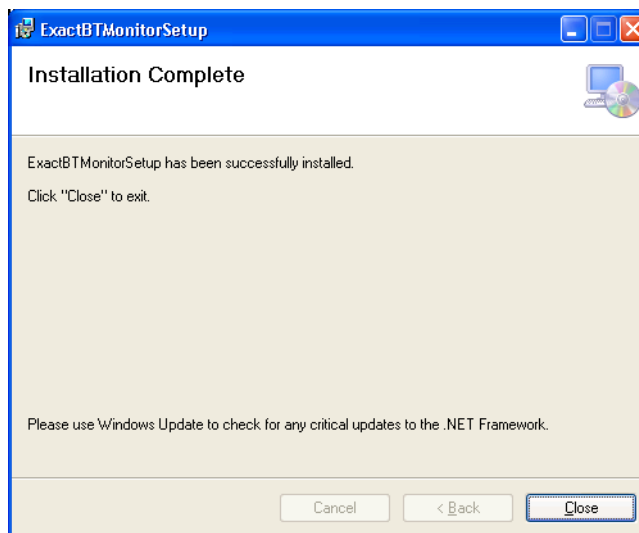 ExactBTMonitorSetup
Installation Complete
ExactBTMonitorSetup has been successfully installed.
Click "Close" to exit.
Please use Windows Update to check for any critical updates to the .NET Framework.
Cancel
< Back
Close